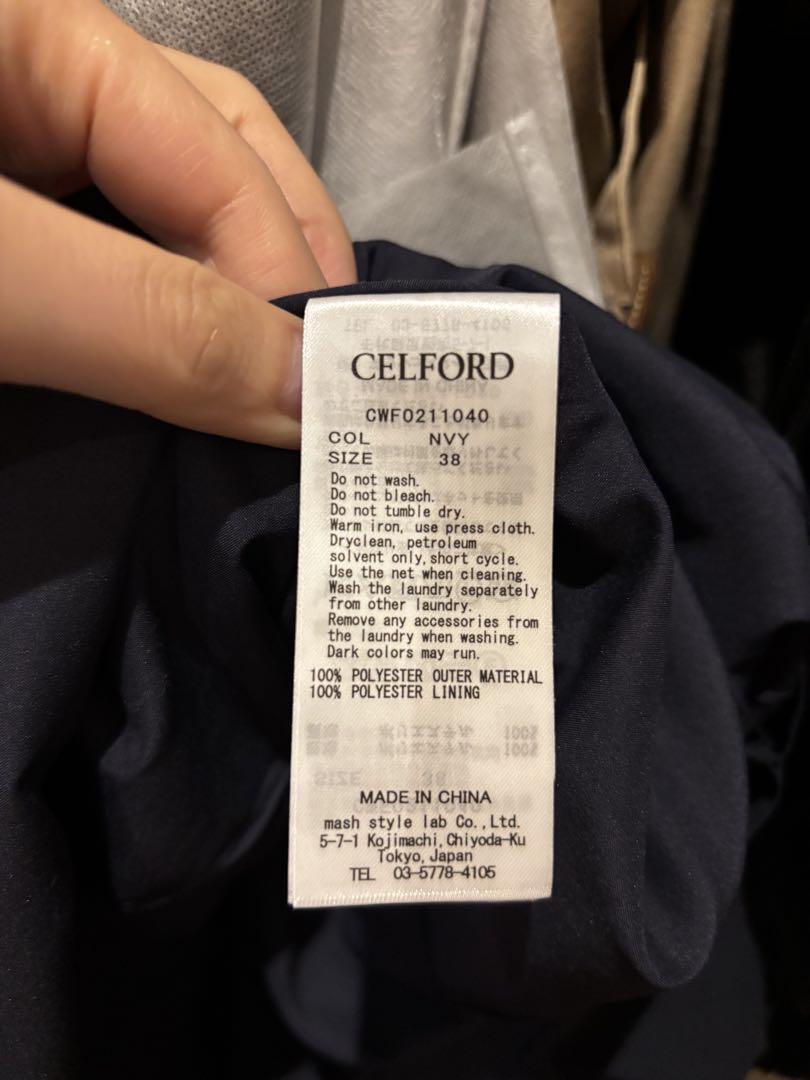 CELFORD
CWF0211040
COL NVY
SIZE 38
Do not wash.
Do not bleach.
Do not tumble dry.
Warm iron, use press cloth.
Dryclean, petroleum
solvent only, short cycle.
Use the net when cleaning.
Wash the laundry separately
from other laundry.
Remove any accessories from
the laundry when washing.
Dark colors may run.
100% POLYESTER OUTER MATERIAL
100% POLYESTER LINING
MADE IN CHINA
mash style lab Co., Ltd.
5-7-1 Kojimachi, Chiyoda-Ku
Tokyo, Japan
TEL 03-5778-4105